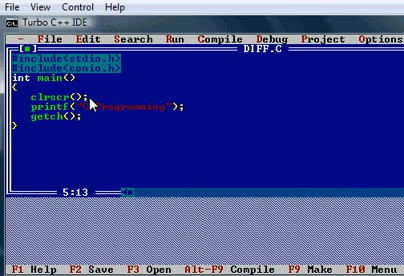 File View Control Help
Turbo C++ IDE
File Edit Search Run Compile Debug Project Options
DIFF.C
#include<stdio.h>
#include<conio.h>
int main()
{
clrscr();
printf("C Programming");
getch();
}
5:13
F1 Help F2 Save F3 Open Alt-F9 Compile F9 Make F10 Menu